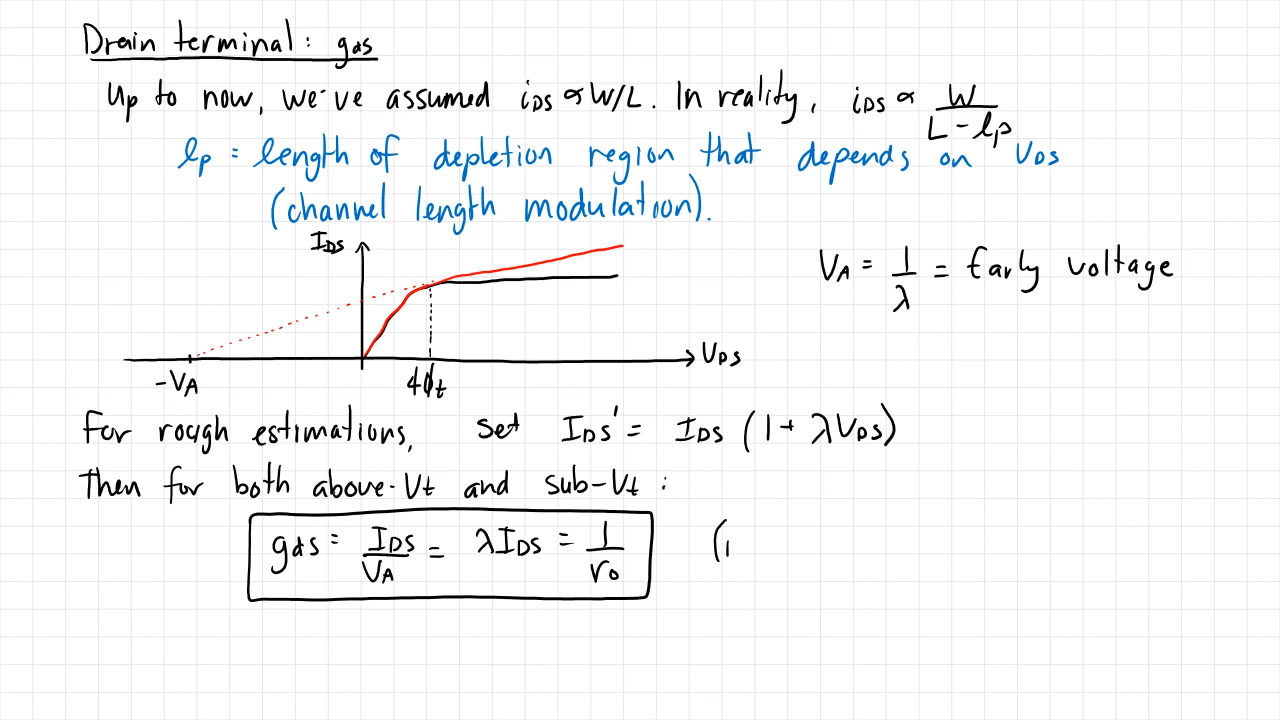 Drain terminal: gds
Up to now, we've assumed iDS ∝ W/L. In reality, iDS ∝ W / (L - lp)
lp = length of depletion region that depends on VDS
(channel length modulation).
IDS
VA = 1/λ = Early voltage
VDS
-VA
4ϕt
For rough estimations, set IDS' = IDS (1 + λVDS)
Then for both above-Vt and sub-Vt :
gds = IDS/VA = λIDS = 1/ro
(